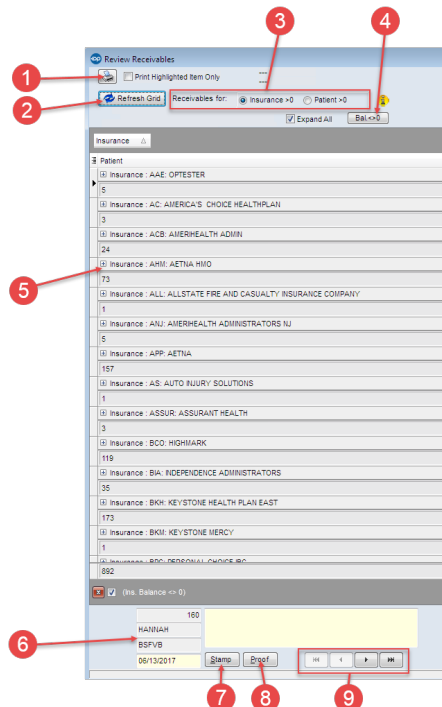 3
4
Review Receivables
1
Print Highlighted Item Only
2
Refresh Grid Receivables for: Insurance >0 Patient >0
Expand All Bal.<>0
Insurance
Patient
Insurance : AAE: OPTESTER
5
Insurance : AC: AMERICA'S CHOICE HEALTHPLAN
3
Insurance : ACB: AMERIHEALTH ADMIN
24
5
Insurance : AHM: AETNA HMO
73
Insurance : ALL: ALLSTATE FIRE AND CASUALTY INSURANCE COMPANY
1
Insurance : ANJ: AMERIHEALTH ADMINISTRATORS NJ
5
Insurance : APP: AETNA
157
Insurance : AS: AUTO INJURY SOLUTIONS
1
Insurance : ASSUR: ASSURANT HEALTH
3
Insurance : BCO: HIGHMARK
119
Insurance : BIA: INDEPENDENCE ADMINISTRATORS
35
Insurance : BKH: KEYSTONE HEALTH PLAN EAST
173
Insurance : BKM: KEYSTONE MERCY
1
Insurance : BPC: PERSONAL CHOICE IBC
892
(Ins. Balance <> 0)
160
6
HANNAH
BSFVB
06/13/2017 Stamp Proof
7
8
9